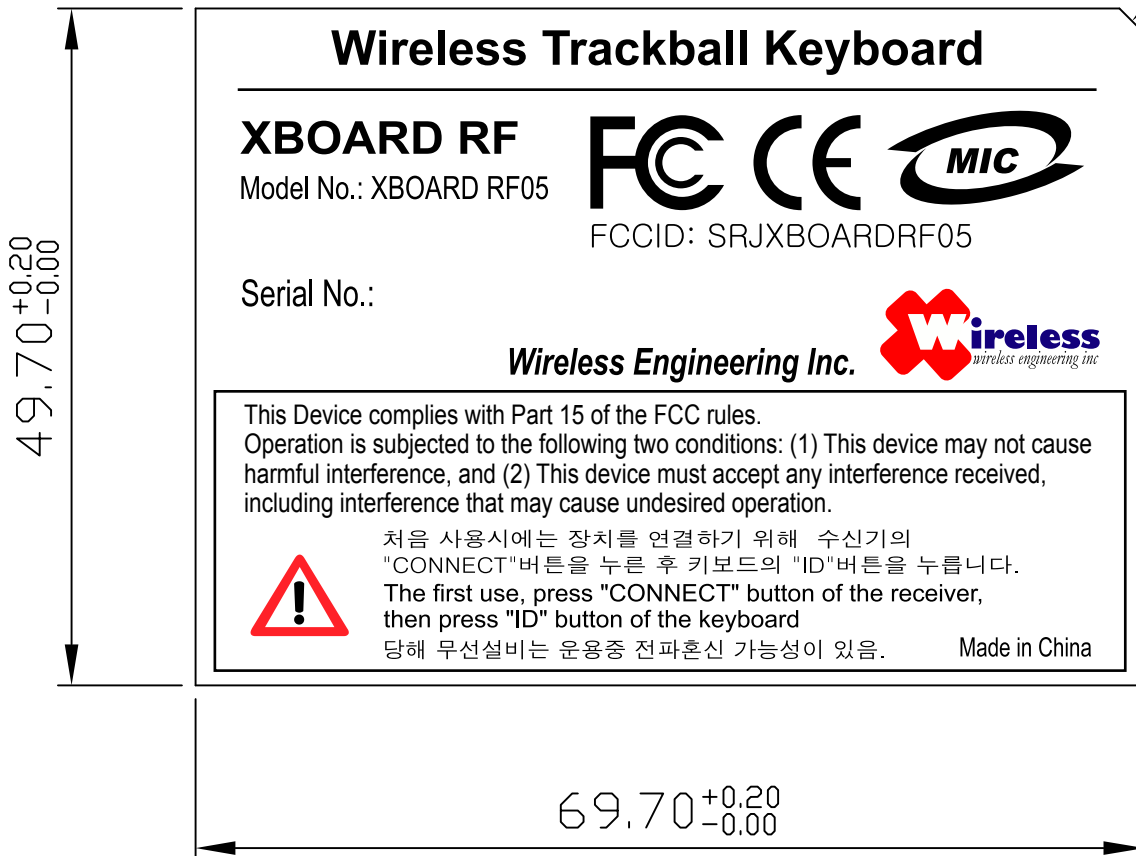 Wireless Trackball Keyboard
XBOARD RF
Model No.: XBOARD RF05
FC CE MIC
FCCID: SRJXBOARDRF05
Serial No.:
Wireless Engineering Inc.
Wireless
wireless engineering inc
This Device complies with Part 15 of the FCC rules.
Operation is subjected to the following two conditions: (1) This device may not cause
harmful interference, and (2) This device must accept any interference received,
including interference that may cause undesired operation.
처음 사용시에는 장치를 연결하기 위해 수신기의
"CONNECT"버튼을 누른 후 키보드의 "ID"버튼을 누릅니다.
!
The first use, press "CONNECT" button of the receiver,
then press "ID" button of the keyboard
당해 무선설비는 운용중 전파혼신 가능성이 있음.
Made in China
49.70 +0.20 -0.00
69.70 +0.20 -0.00